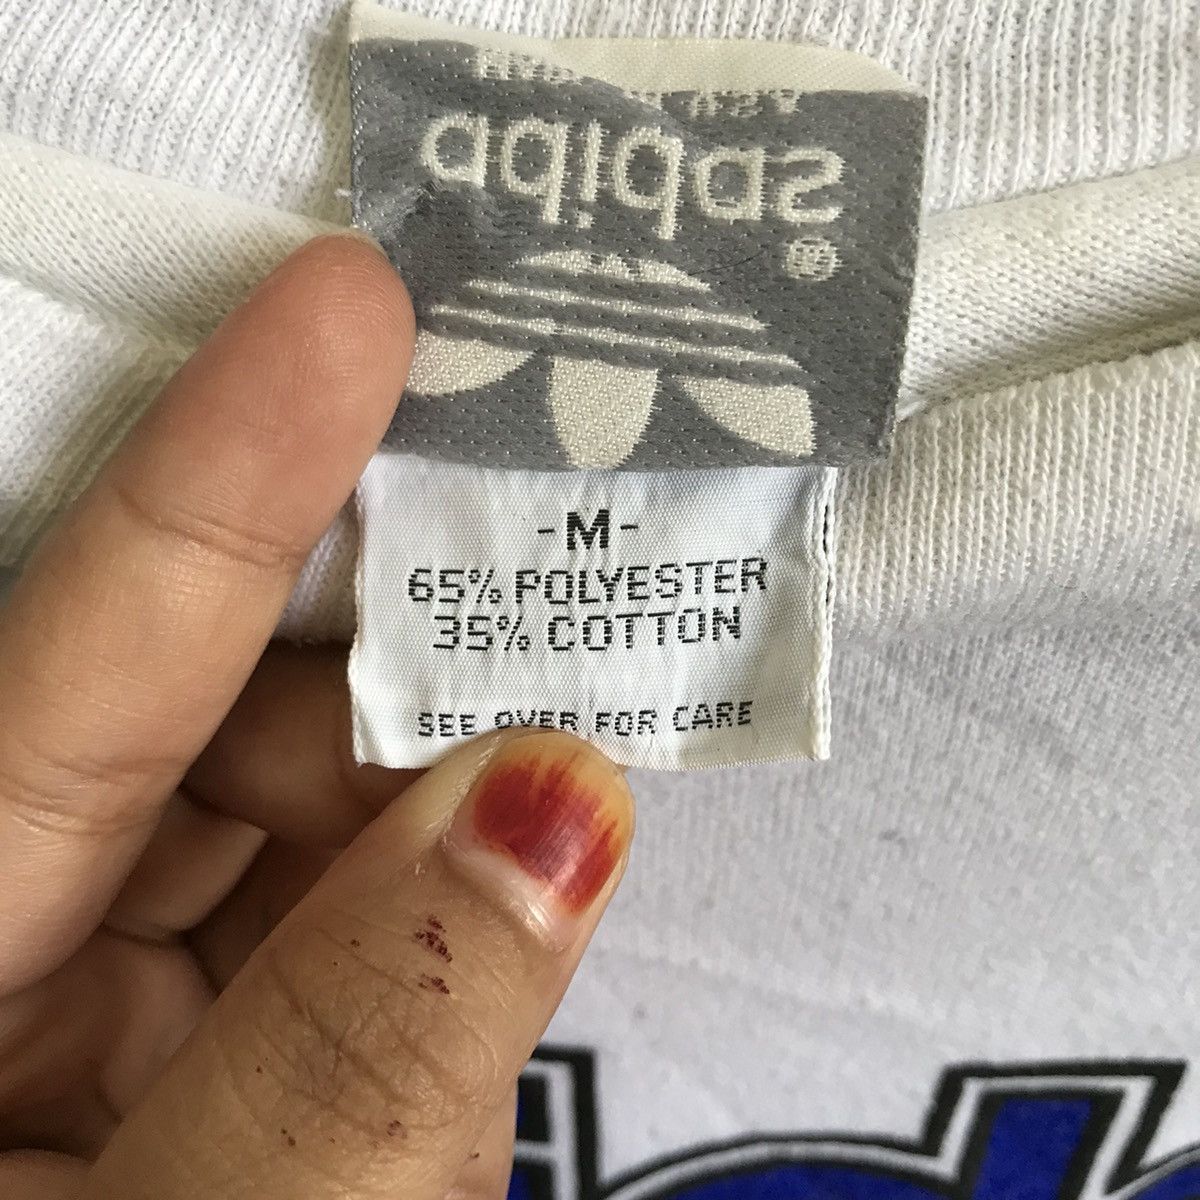 adidas
®
-M-
65% POLYESTER
35% COTTON
SEE OVER FOR CARE